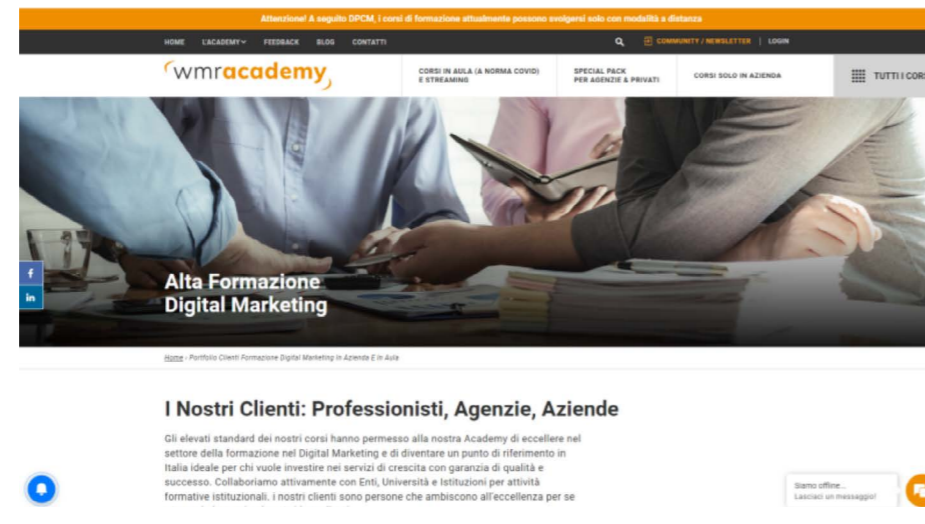 Attenzione! A seguito DPCM, i corsi di formazione attualmente possono svolgersi solo con modalità a distanza
HOME L'ACADEMY FEEDBACK BLOG CONTATTI COMMUNITY / NEWSLETTER | LOGIN
wmracademy
CORSI IN AULA (A NORMA COVID)
E STREAMING
SPECIAL PACK
PER AGENZIE & PRIVATI
CORSI SOLO IN AZIENDA
TUTTI I CORS
f
in
Alta Formazione
Digital Marketing
Home › Portfolio Clienti Formazione Digital Marketing In Azienda E In Aula
I Nostri Clienti: Professionisti, Agenzie, Aziende
Gli elevati standard dei nostri corsi hanno permesso alla nostra Academy di eccellere nel
settore della formazione nel Digital Marketing e di diventare un punto di riferimento in
Italia ideale per chi vuole investire nei servizi di crescita con garanzia di qualità e
successo. Collaboriamo attivamente con Enti, Università e Istituzioni per attività
formative istituzionali. i nostri clienti sono persone che ambiscono all'eccellenza per se
Siamo offline...
Lasciaci un messaggio!